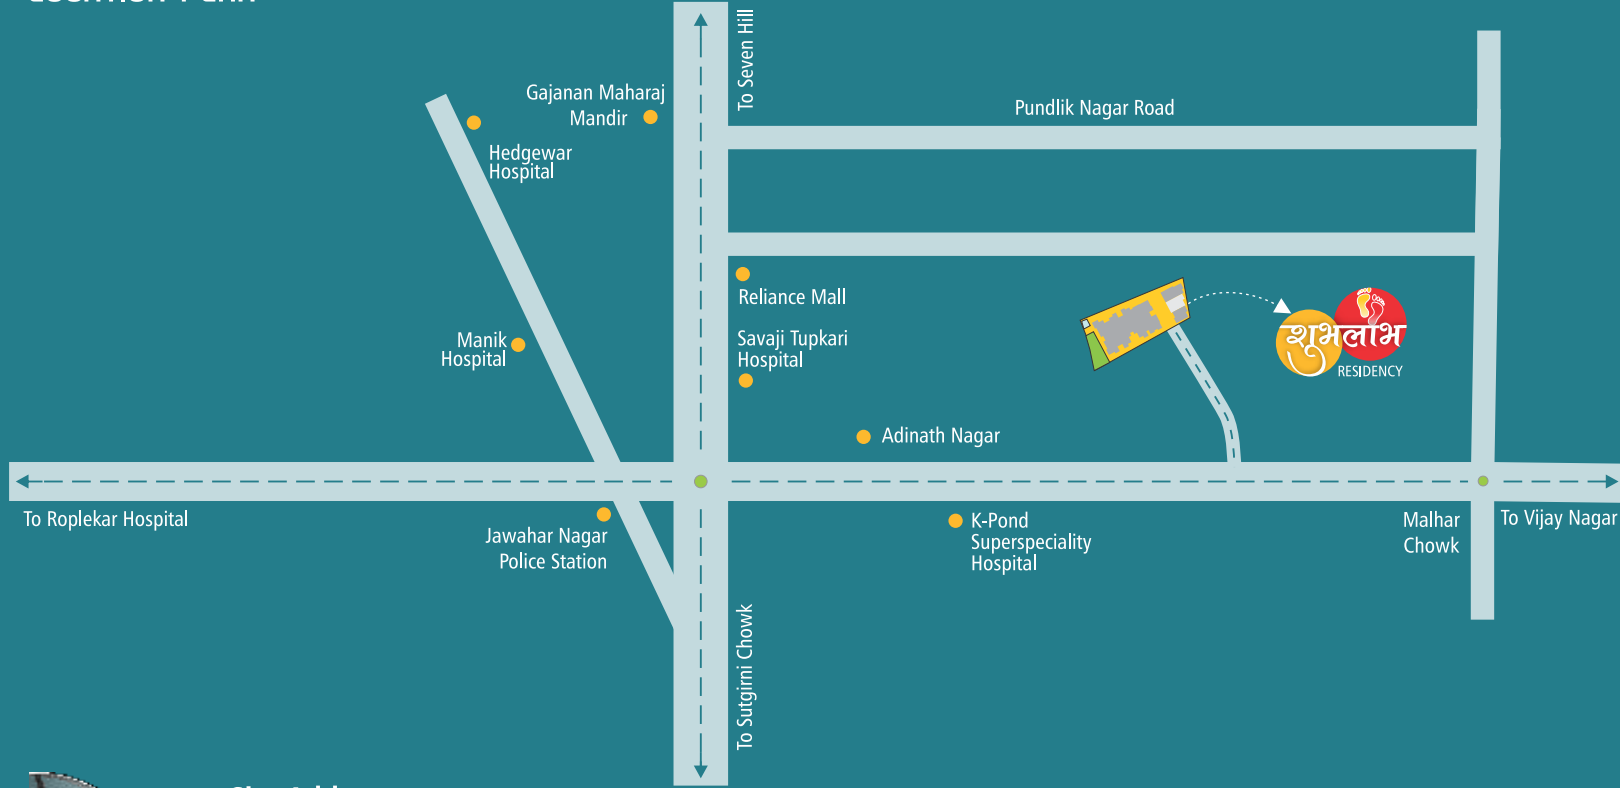 To Seven Hill
Gajanan Maharaj
Mandir
Pundlik Nagar Road
Hedgewar
Hospital
Reliance Mall
Manik
Hospital
Savaji Tupkari
Hospital
शुभलाभ
RESIDENCY
Adinath Nagar
To Roplekar Hospital
Jawahar Nagar
Police Station
K-Pond
Superspeciality
Hospital
Malhar
Chowk
To Vijay Nagar
To Sutgirni Chowk